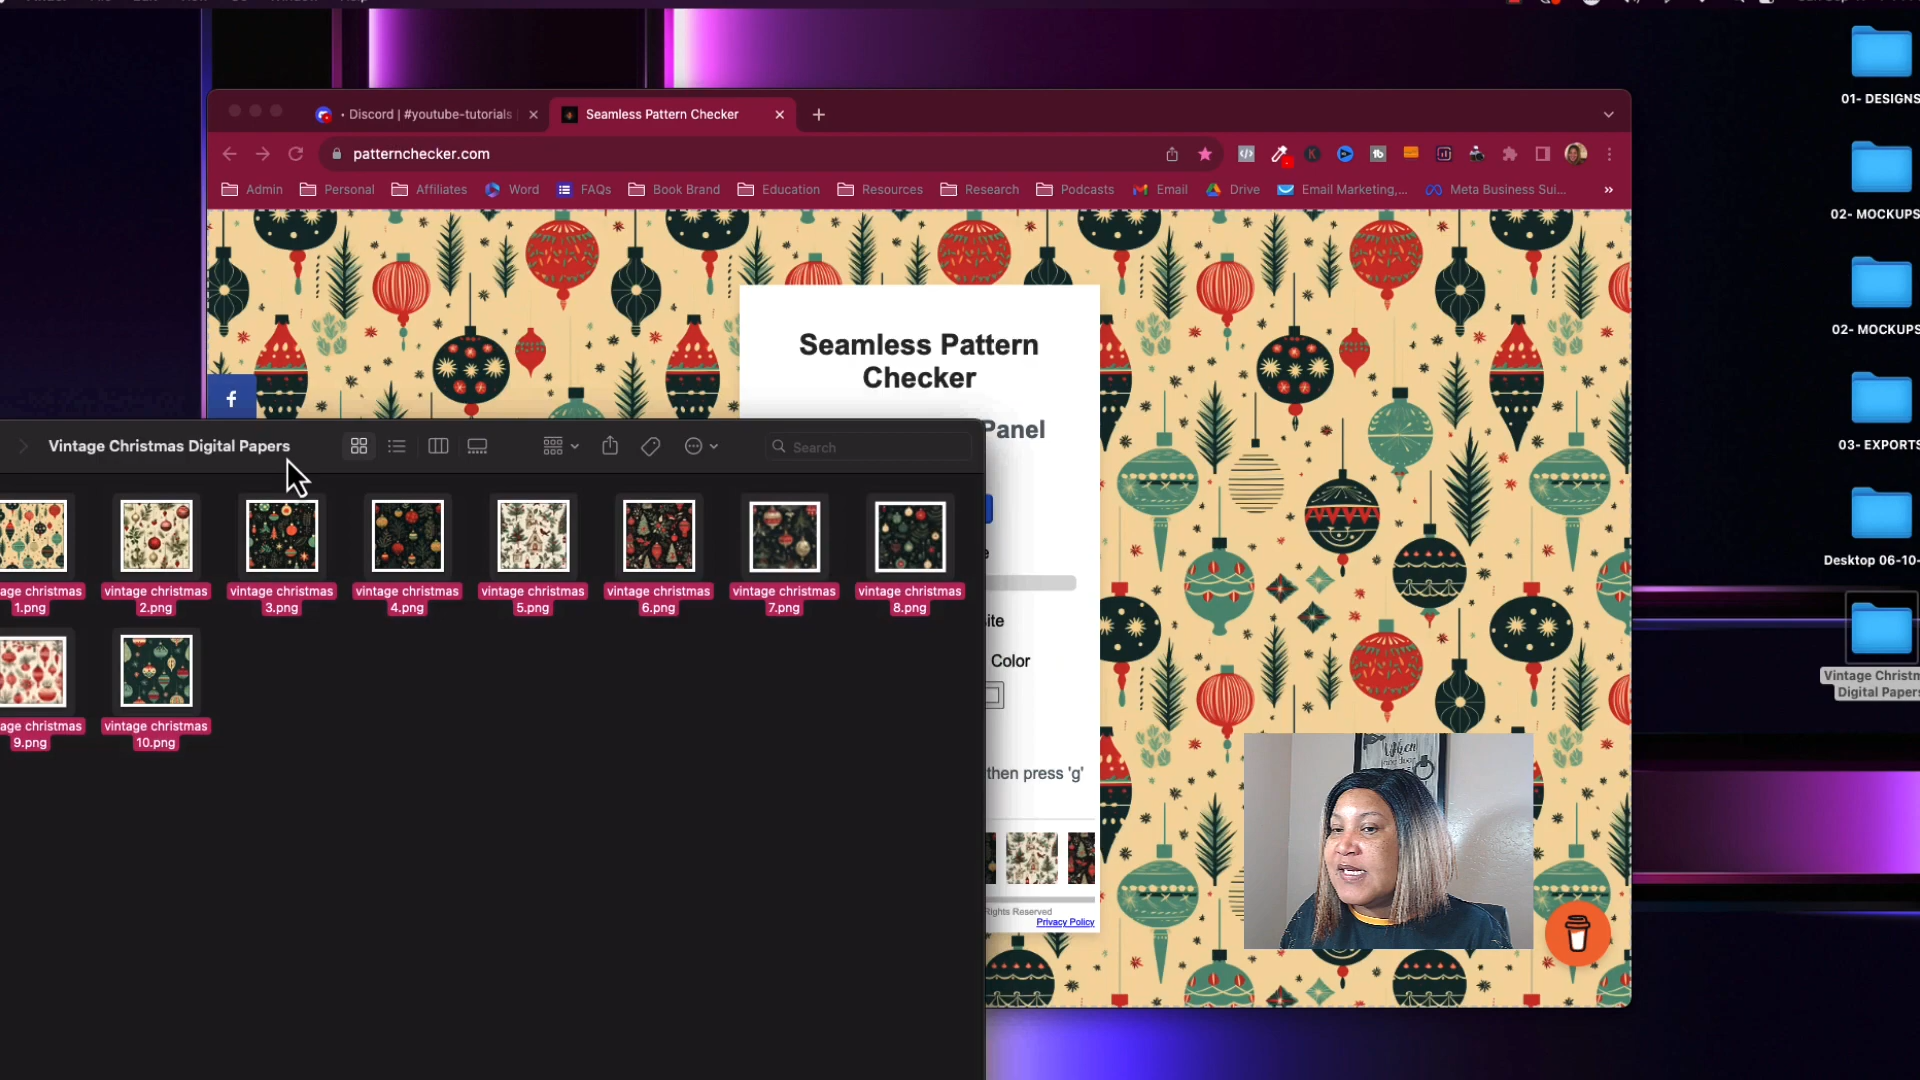 Discord | #youtube-tutorials
Seamless Pattern Checker
patternchecker.com
Admin
Personal
Affiliates
Word
FAQs
Book Brand
Education
Resources
Research
Podcasts
Email
Drive
Email Marketing,...
Meta Business Sui...
»
Seamless Pattern
Checker
Panel
Color
then press 'g'
Rights Reserved
Privacy Policy
Vintage Christmas Digital Papers
Search
age christmas
1.png
vintage christmas
2.png
vintage christmas
3.png
vintage christmas
4.png
vintage christmas
5.png
vintage christmas
6.png
vintage christmas
7.png
vintage christmas
8.png
age christmas
9.png
vintage christmas
10.png
01- DESIGNS
02- MOCKUPS
02- MOCKUPS
03- EXPORTS
Desktop 06-10-
Vintage Christm
Digital Papers